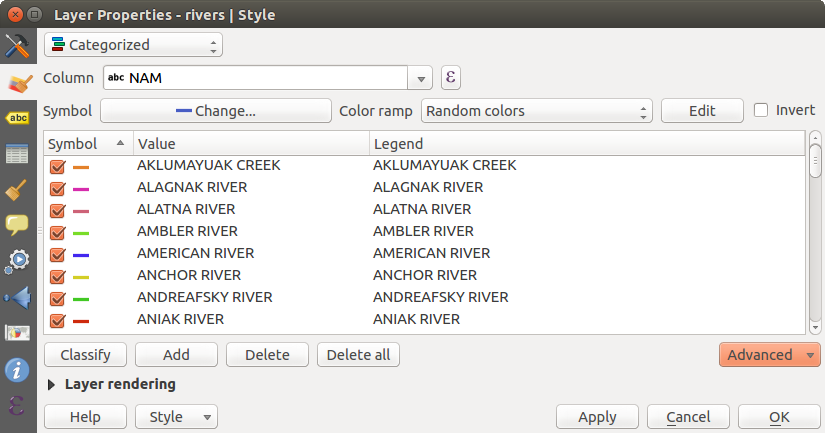 Layer Properties - rivers | Style
Categorized
Column abc NAM ε
Symbol Change... Color ramp Random colors Edit Invert
abc
Symbol Value Legend
AKLUMAYUAK CREEK AKLUMAYUAK CREEK
ALAGNAK RIVER ALAGNAK RIVER
ALATNA RIVER ALATNA RIVER
AMBLER RIVER AMBLER RIVER
AMERICAN RIVER AMERICAN RIVER
ANCHOR RIVER ANCHOR RIVER
ANDREAFSKY RIVER ANDREAFSKY RIVER
ANIAK RIVER ANIAK RIVER
Classify Add Delete Delete all Advanced
Layer rendering
Help Style Apply Cancel OK